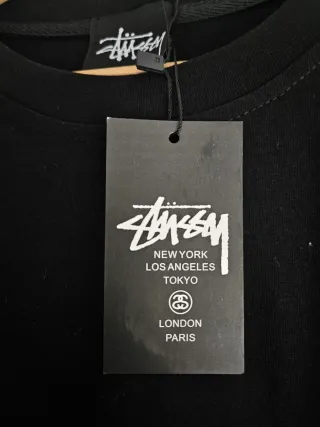 STÜSSY
STÜSSY
NEW YORK
LOS ANGELES
TOKYO
LONDON
PARIS